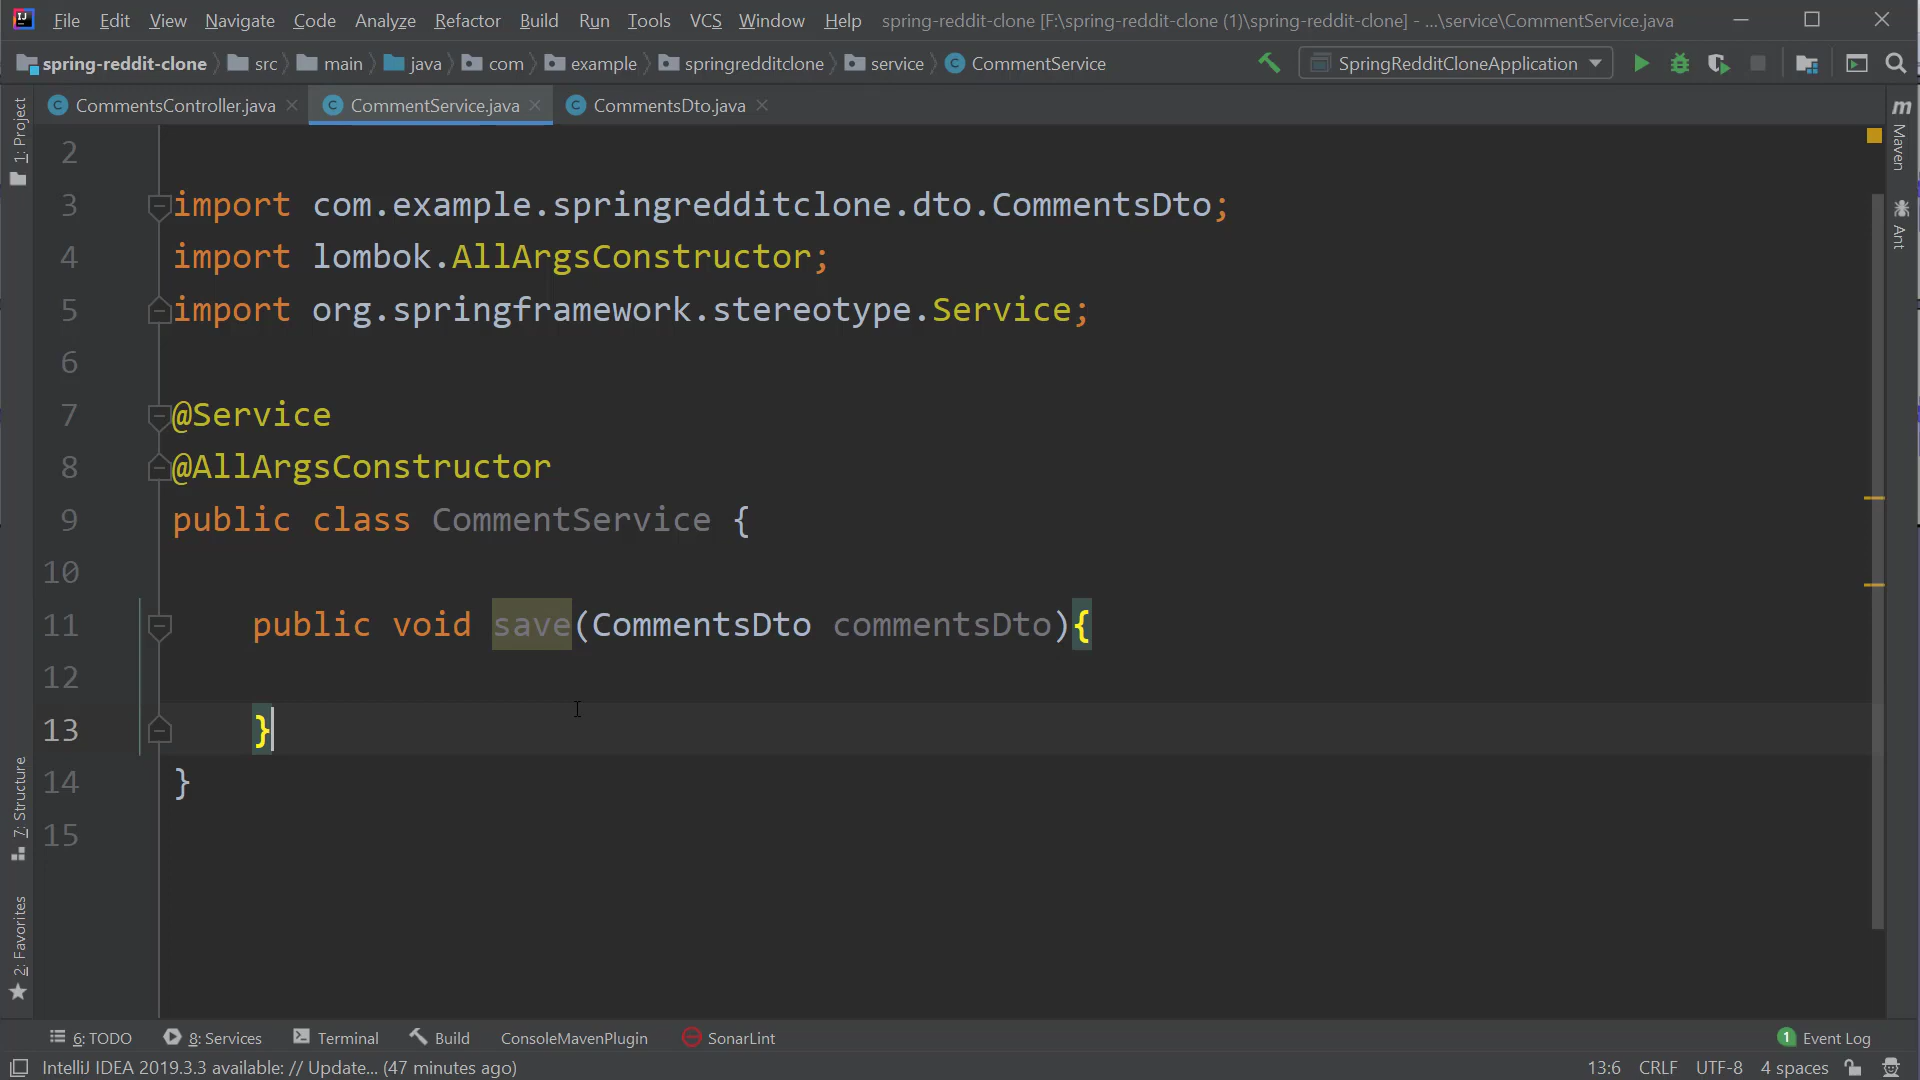 File Edit View Navigate Code Analyze Refactor Build Run Tools VCS Window Help spring-reddit-clone [F:\spring-reddit-clone (1)\spring-reddit-clone] - ...\service\CommentService.java
spring-reddit-clone src main java com example springredditclone service CommentService SpringRedditCloneApplication
CommentsController.java CommentService.java CommentsDto.java
1: Project
7: Structure
2: Favorites
2
3 import com.example.springredditclone.dto.CommentsDto;
4 import lombok.AllArgsConstructor;
5 import org.springframework.stereotype.Service;
6
7 @Service
8 @AllArgsConstructor
9 public class CommentService {
10
11 public void save(CommentsDto commentsDto){
12
13 }
14 }
15
m Maven
Ant
6: TODO 8: Services Terminal Build ConsoleMavenPlugin SonarLint 1 Event Log
IntelliJ IDEA 2019.3.3 available: // Update... (47 minutes ago) 13:6 CRLF UTF-8 4 spaces